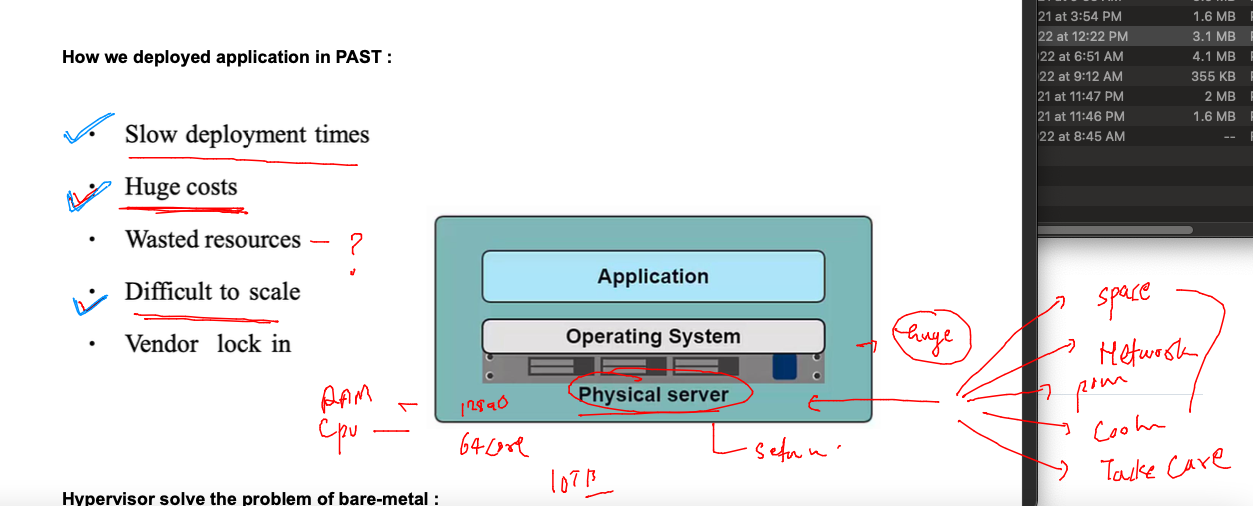 21 at 3:54 PM 1.6 MB
22 at 12:22 PM 3.1 MB
22 at 6:51 AM 4.1 MB
22 at 9:12 AM 355 KB
21 at 11:47 PM 2 MB
21 at 11:46 PM 1.6 MB
22 at 8:45 AM --
How we deployed application in PAST :
• Slow deployment times
• Huge costs
• Wasted resources — ?
• Difficult to scale
• Vendor lock in
Application
Operating System
Physical server
huge
space
Network
RAM
CPU
64 core
10TB
Take Care
Hypervisor solve the problem of bare-metal :